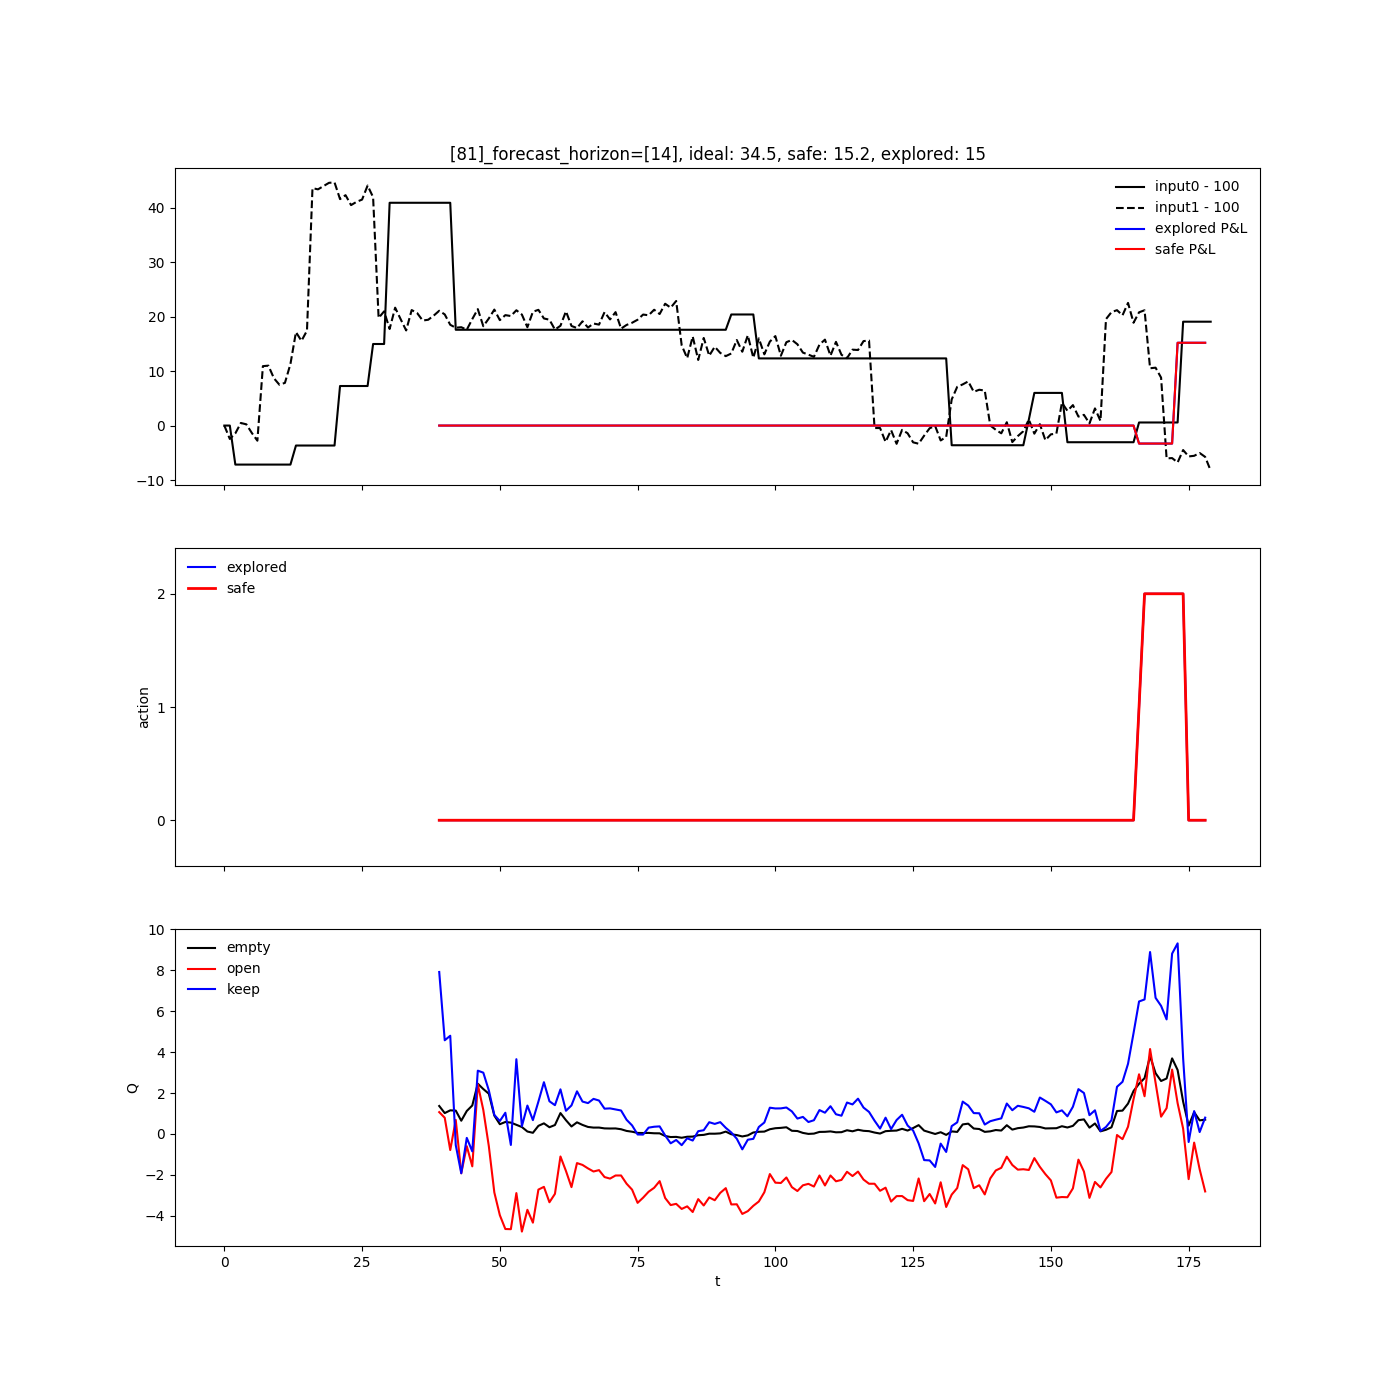 [81]_forecast_horizon=[14], ideal: 34.5, safe: 15.2, explored: 15
input0 - 100
input1 - 100
explored P&L
safe P&L
40
30
20
10
0
−10
explored
safe
2
1
0
action
empty
open
keep
10
8
6
4
2
0
−2
−4
Q
0
25
50
75
100
125
150
175
t